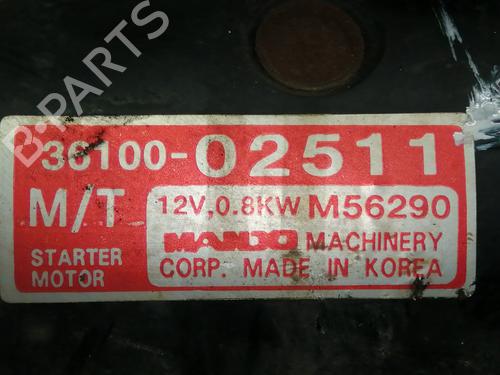 B-PARTS
36100-02511
M/T
12V, 0.8KW M56290
MANDO MACHINERY
STARTER
MOTOR
CORP. MADE IN KOREA